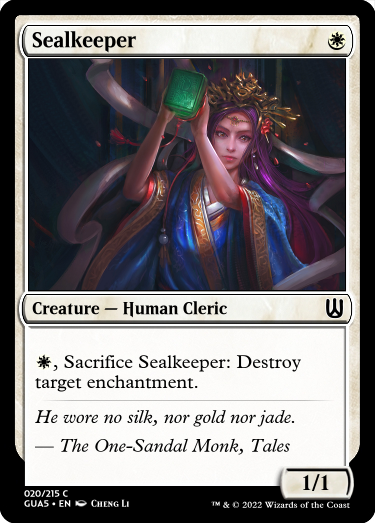 Sealkeeper
Creature — Human Cleric
, Sacrifice Sealkeeper: Destroy
target enchantment.
He wore no silk, nor gold nor jade.
— The One-Sandal Monk, Tales
1/1
020/215 C
GUA5 • EN Cheng Li
™ & © 2022 Wizards of the Coast